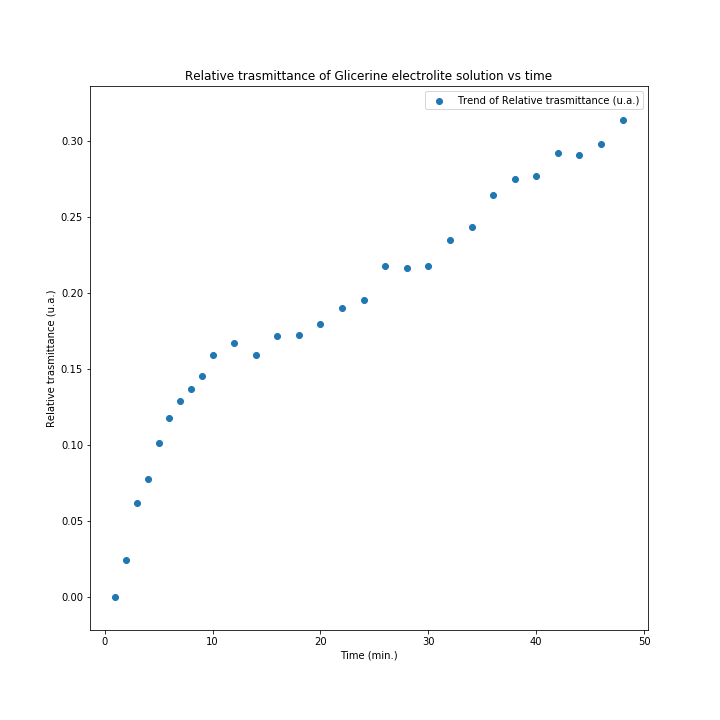 Relative trasmittance of Glicerine electrolite solution vs time
Trend of Relative trasmittance (u.a.)
0.30
0.25
0.20
0.15
0.10
0.05
0.00
Relative trasmittance (u.a.)
0 10 20 30 40 50
Time (min.)